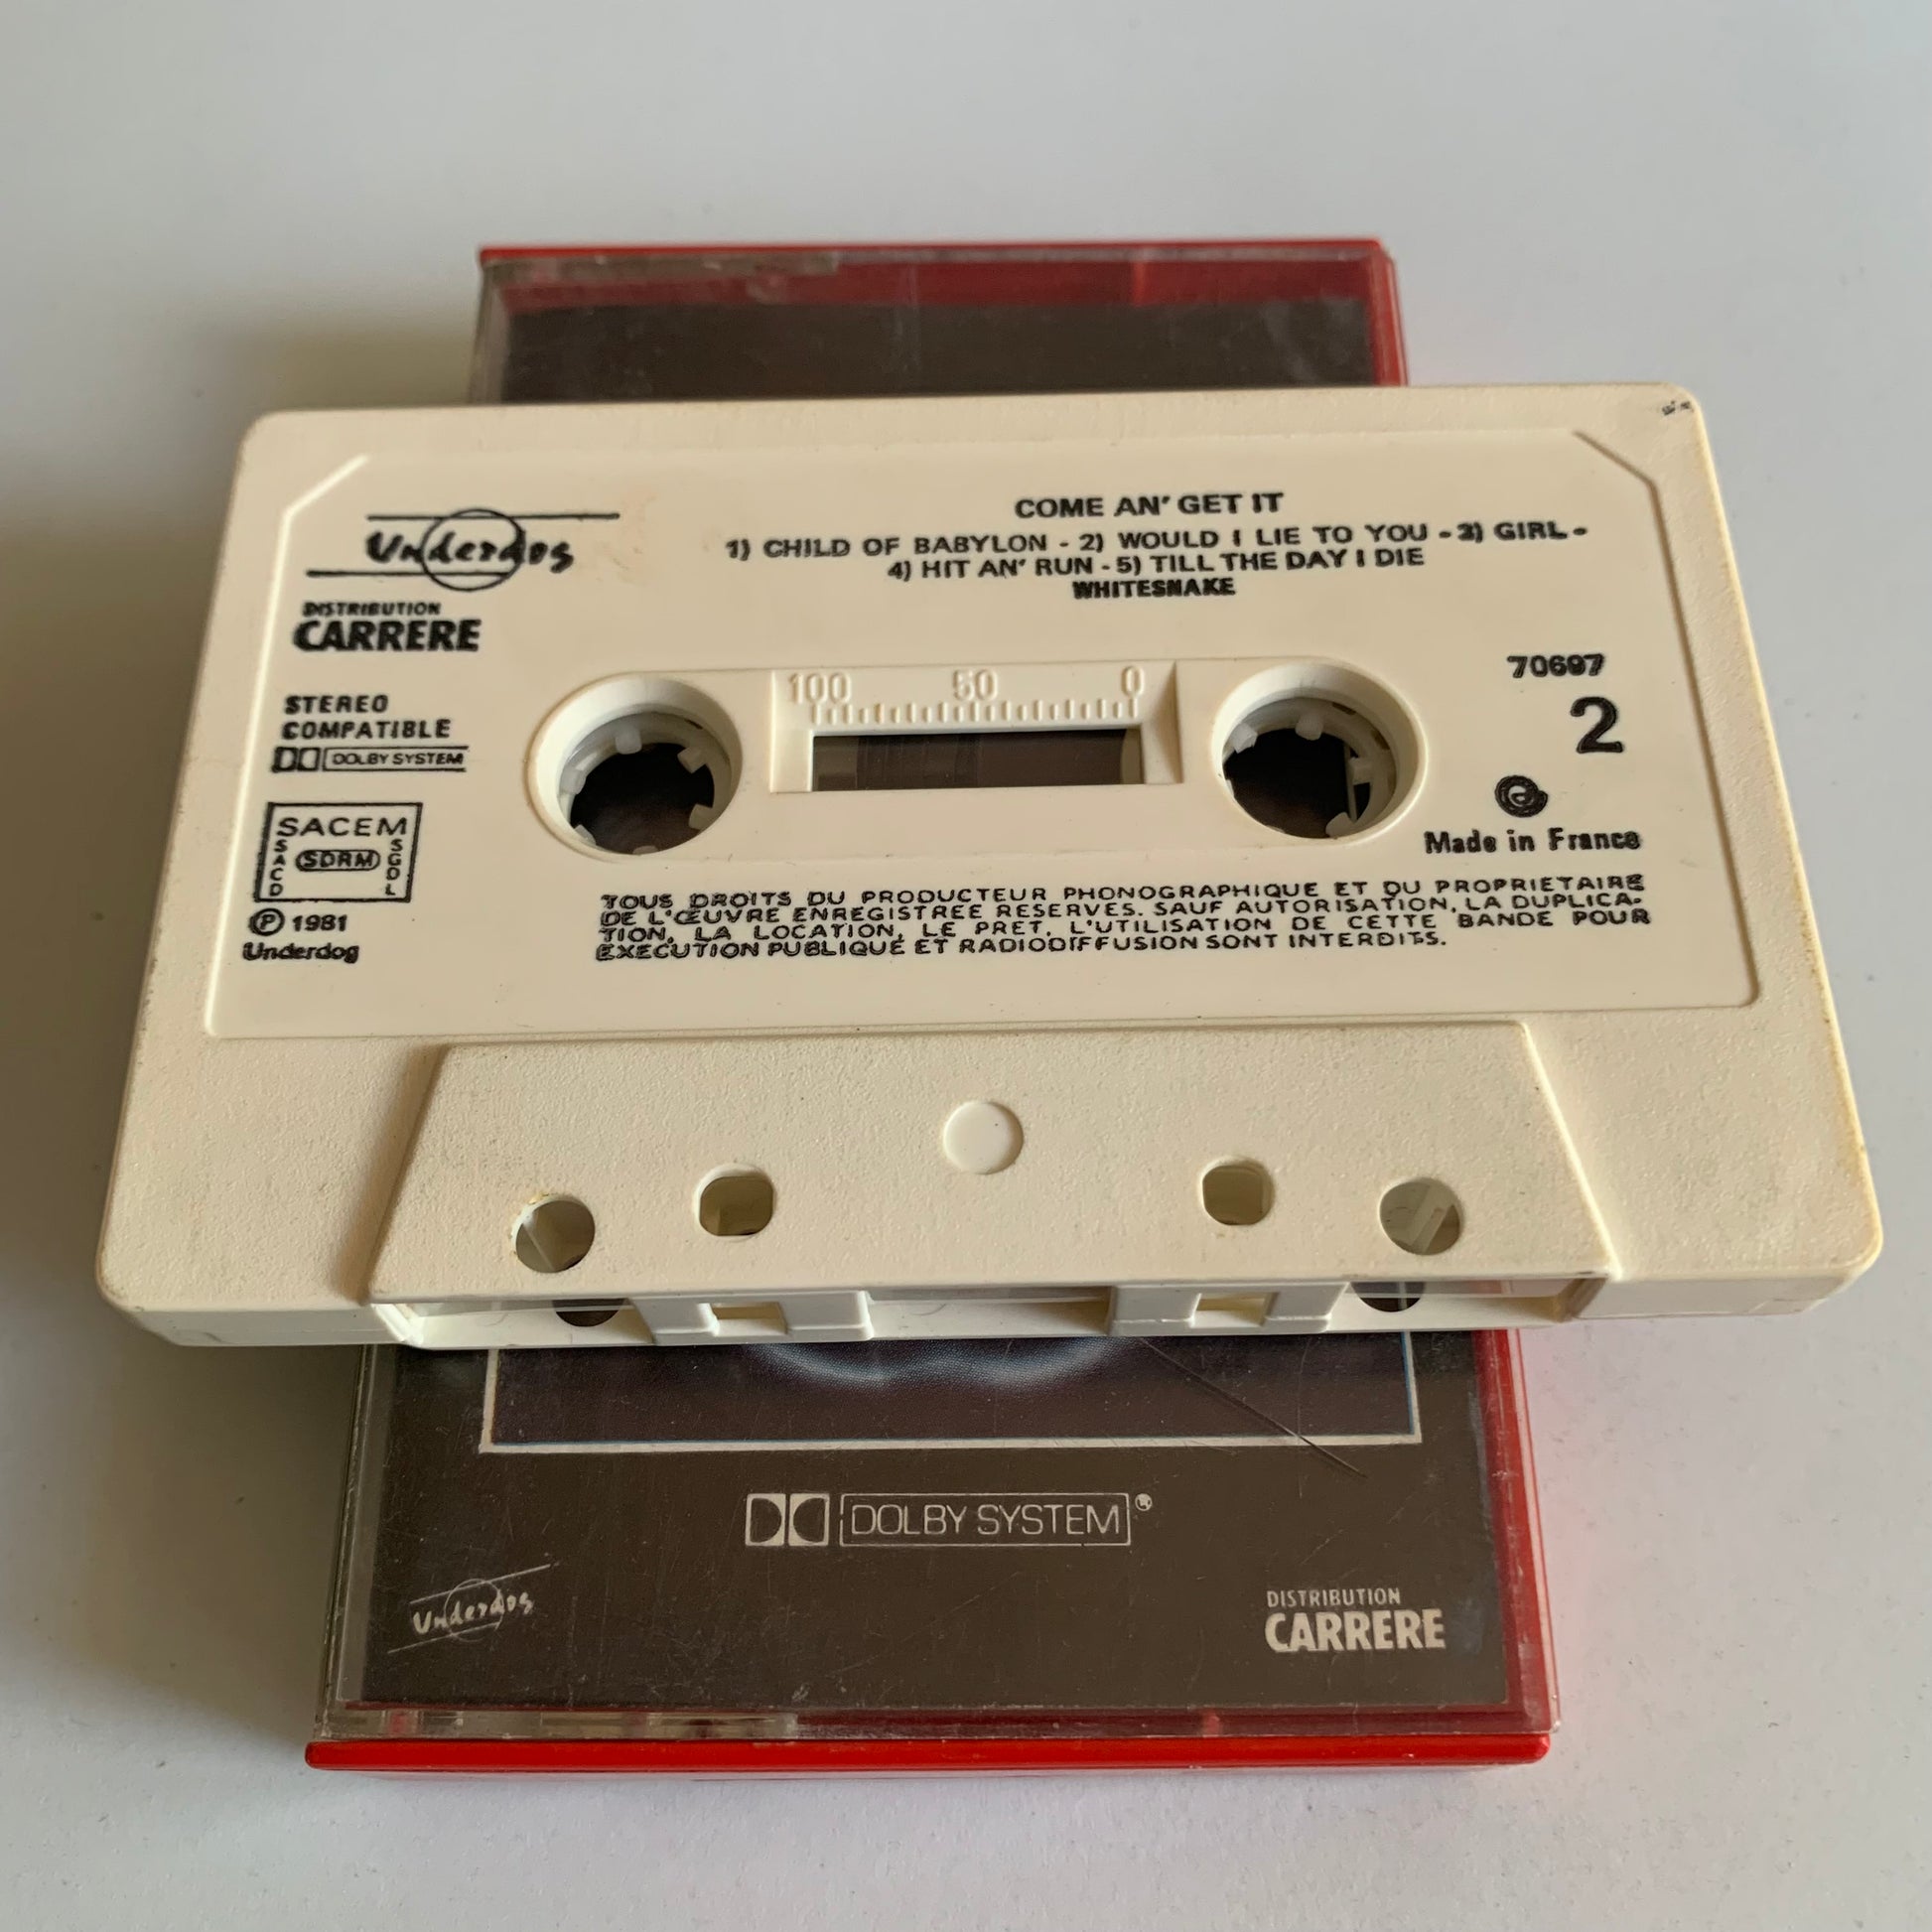 Underdog
DISTRIBUTION
CARRERE
STEREO
COMPATIBLE
DOLBY SYSTEM
SACEM
SACD
SDRM
SGDL
℗ 1981
Underdog
COME AN' GET IT
1) CHILD OF BABYLON - 2) WOULD I LIE TO YOU - 3) GIRL -
4) HIT AN' RUN - 5) TILL THE DAY I DIE
WHITESNAKE
100 50 0
70697
2
Made in France
TOUS DROITS DU PRODUCTEUR PHONOGRAPHIQUE ET DU PROPRIETAIRE
DE L'ŒUVRE ENREGISTREE RESERVES. SAUF AUTORISATION, LA DUPLICA-
TION, LA LOCATION, LE PRET, L'UTILISATION DE CETTE BANDE POUR
EXECUTION PUBLIQUE ET RADIODIFFUSION SONT INTERDITS.
DOLBY SYSTEM®
Underdog
DISTRIBUTION
CARRERE